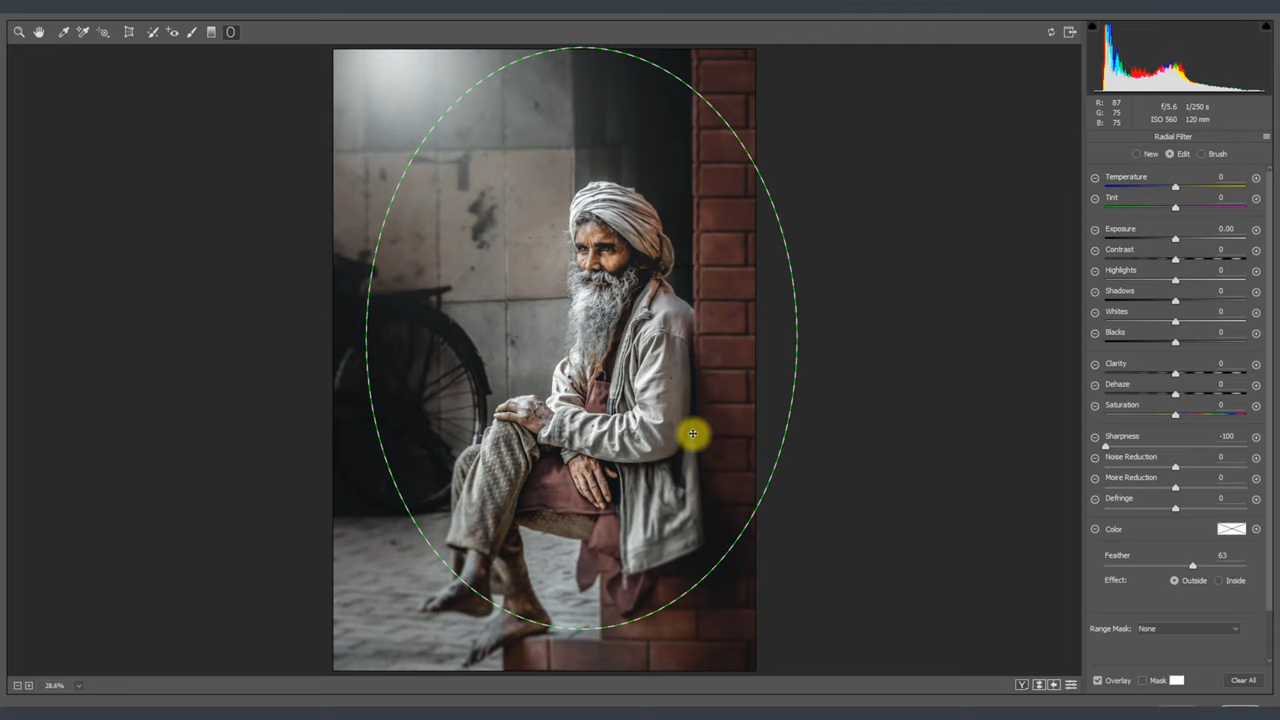 R: 87
G: 75
B: 75
f/5.6 1/250 s
ISO 560 120 mm
Radial Filter
New Edit Brush
Temperature 0
Tint 0
Exposure 0.00
Contrast 0
Highlights 0
Shadows 0
Whites 0
Blacks 0
Clarity 0
Dehaze 0
Saturation 0
Sharpness -100
Noise Reduction 0
Moire Reduction 0
Defringe 0
Color
Feather 63
Effect: Outside Inside
Range Mask: None
28.6% Y Overlay Mask Clear All